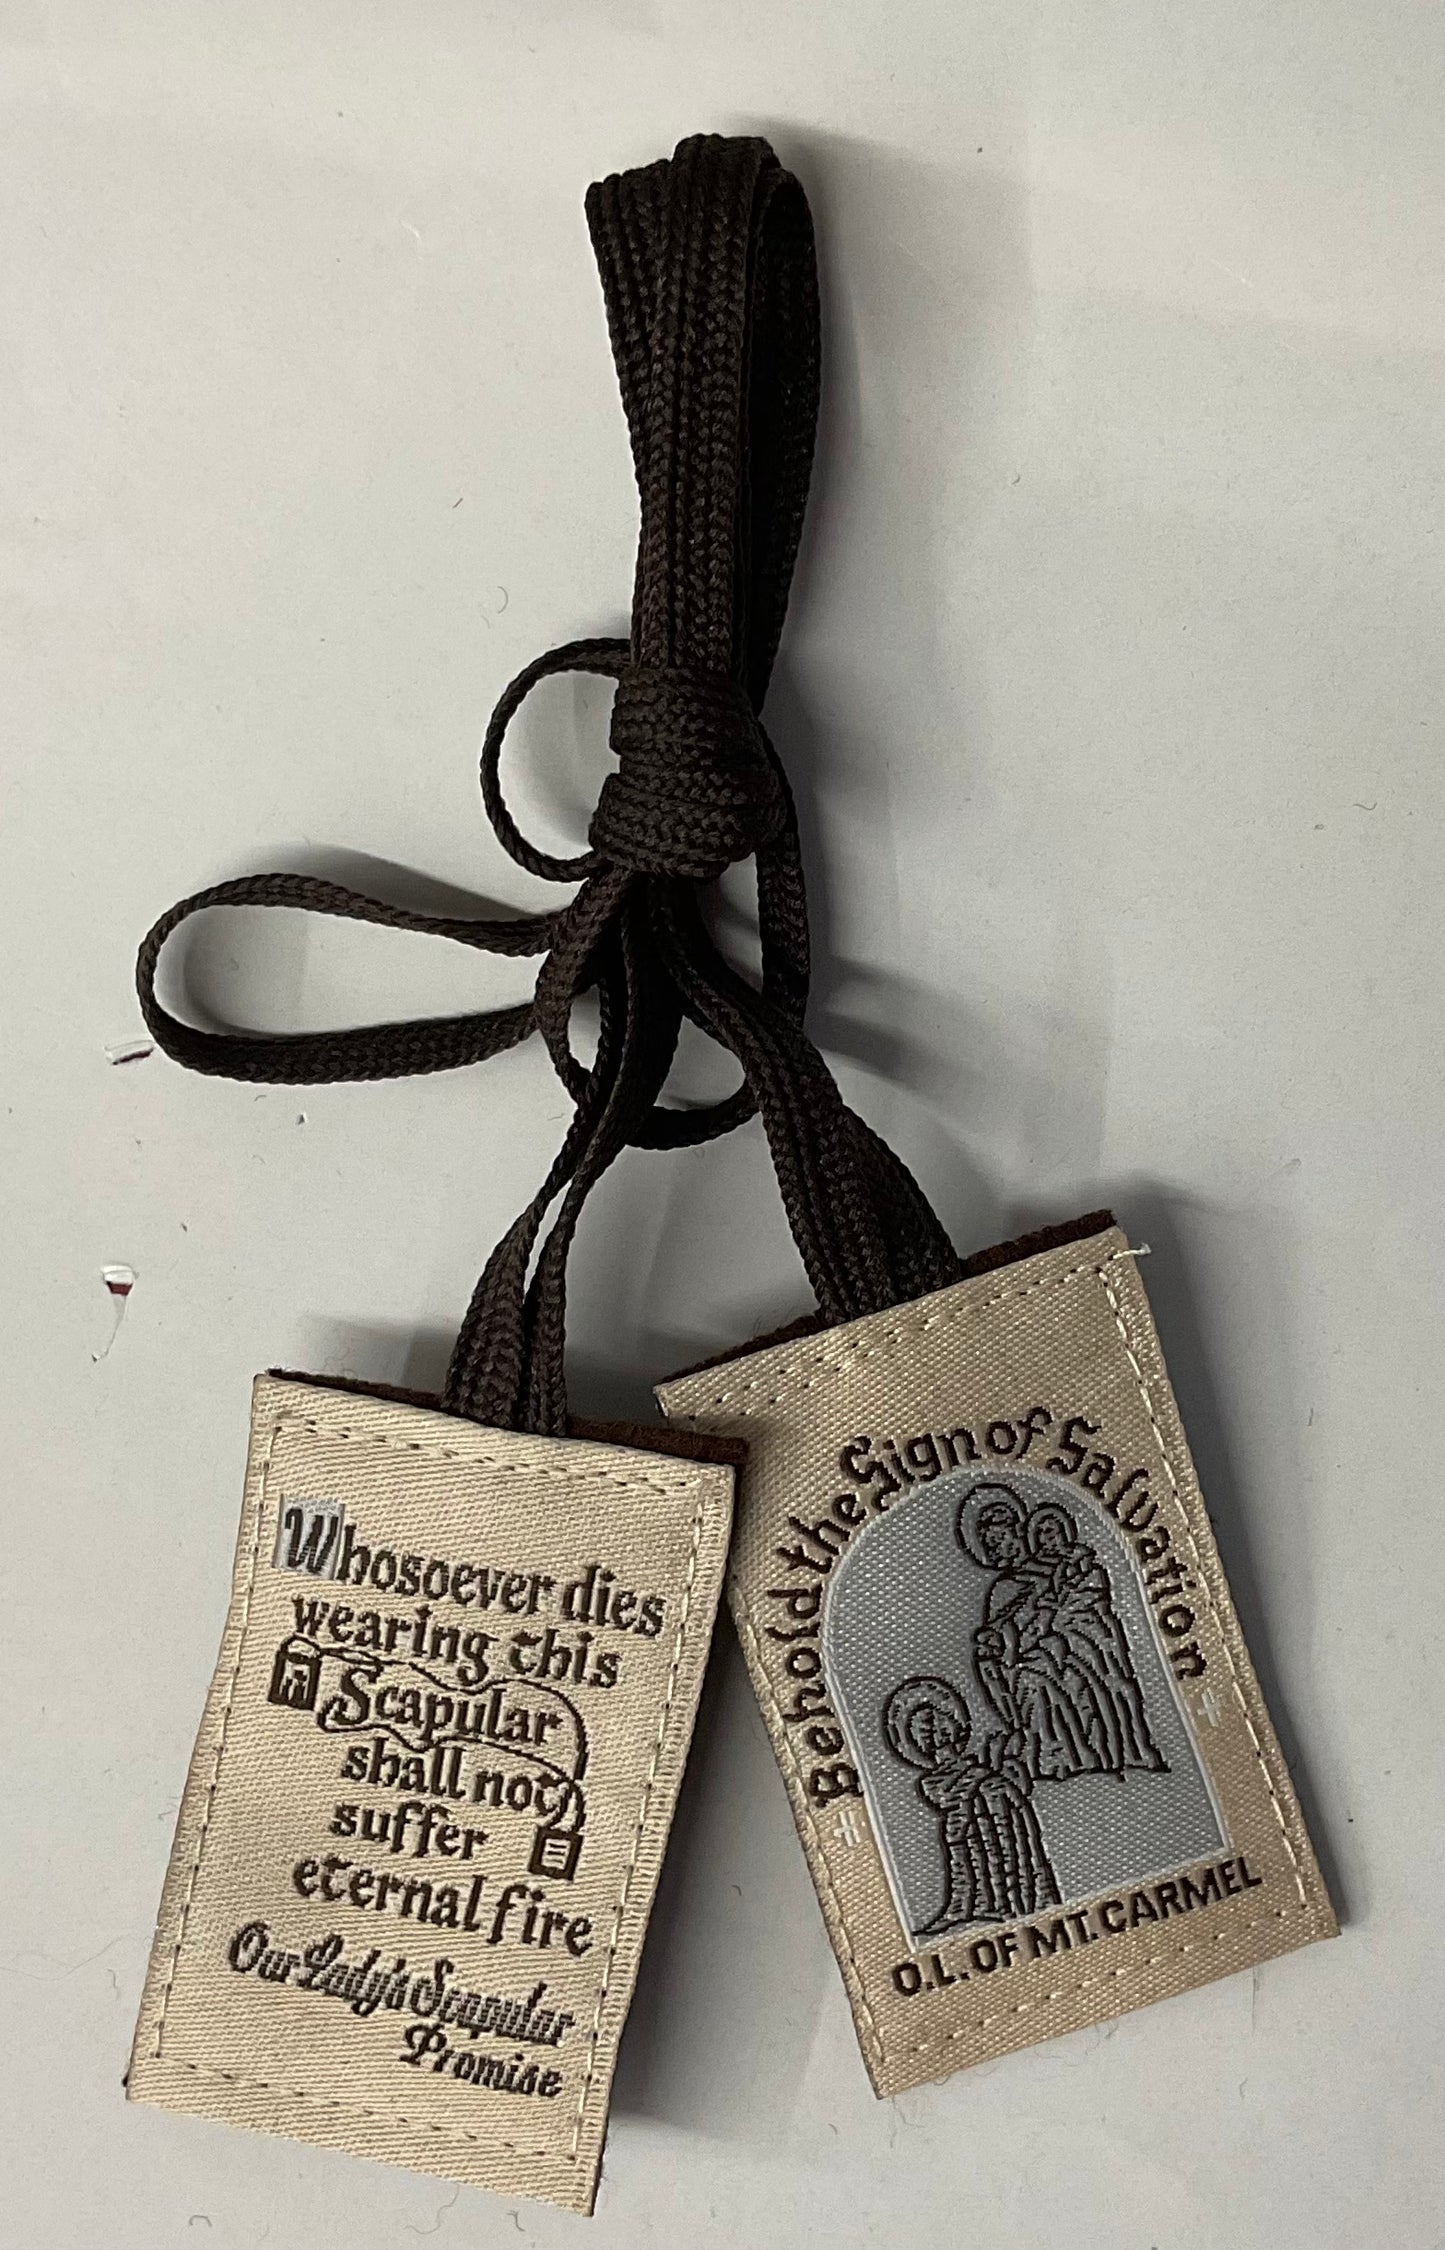 Whosoever dies
wearing this
Scapular
shall not
suffer
eternal fire
Our Lady's Scapular
Promise
Behold the Sign of Salvation
O.L. OF MT. CARMEL